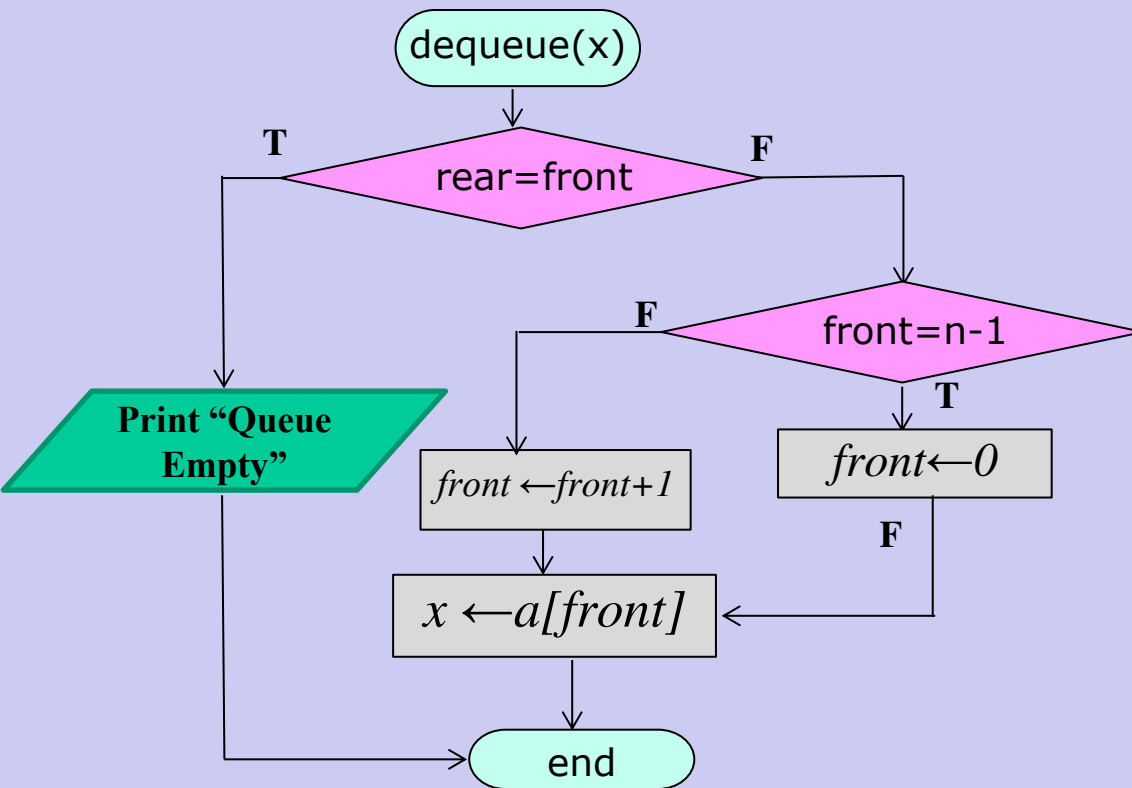 dequeue(x)
T
F
rear=front
F
front=n-1
T
Print “Queue
Empty”
front ←front+1
front←0
F
x ←a[front]
end